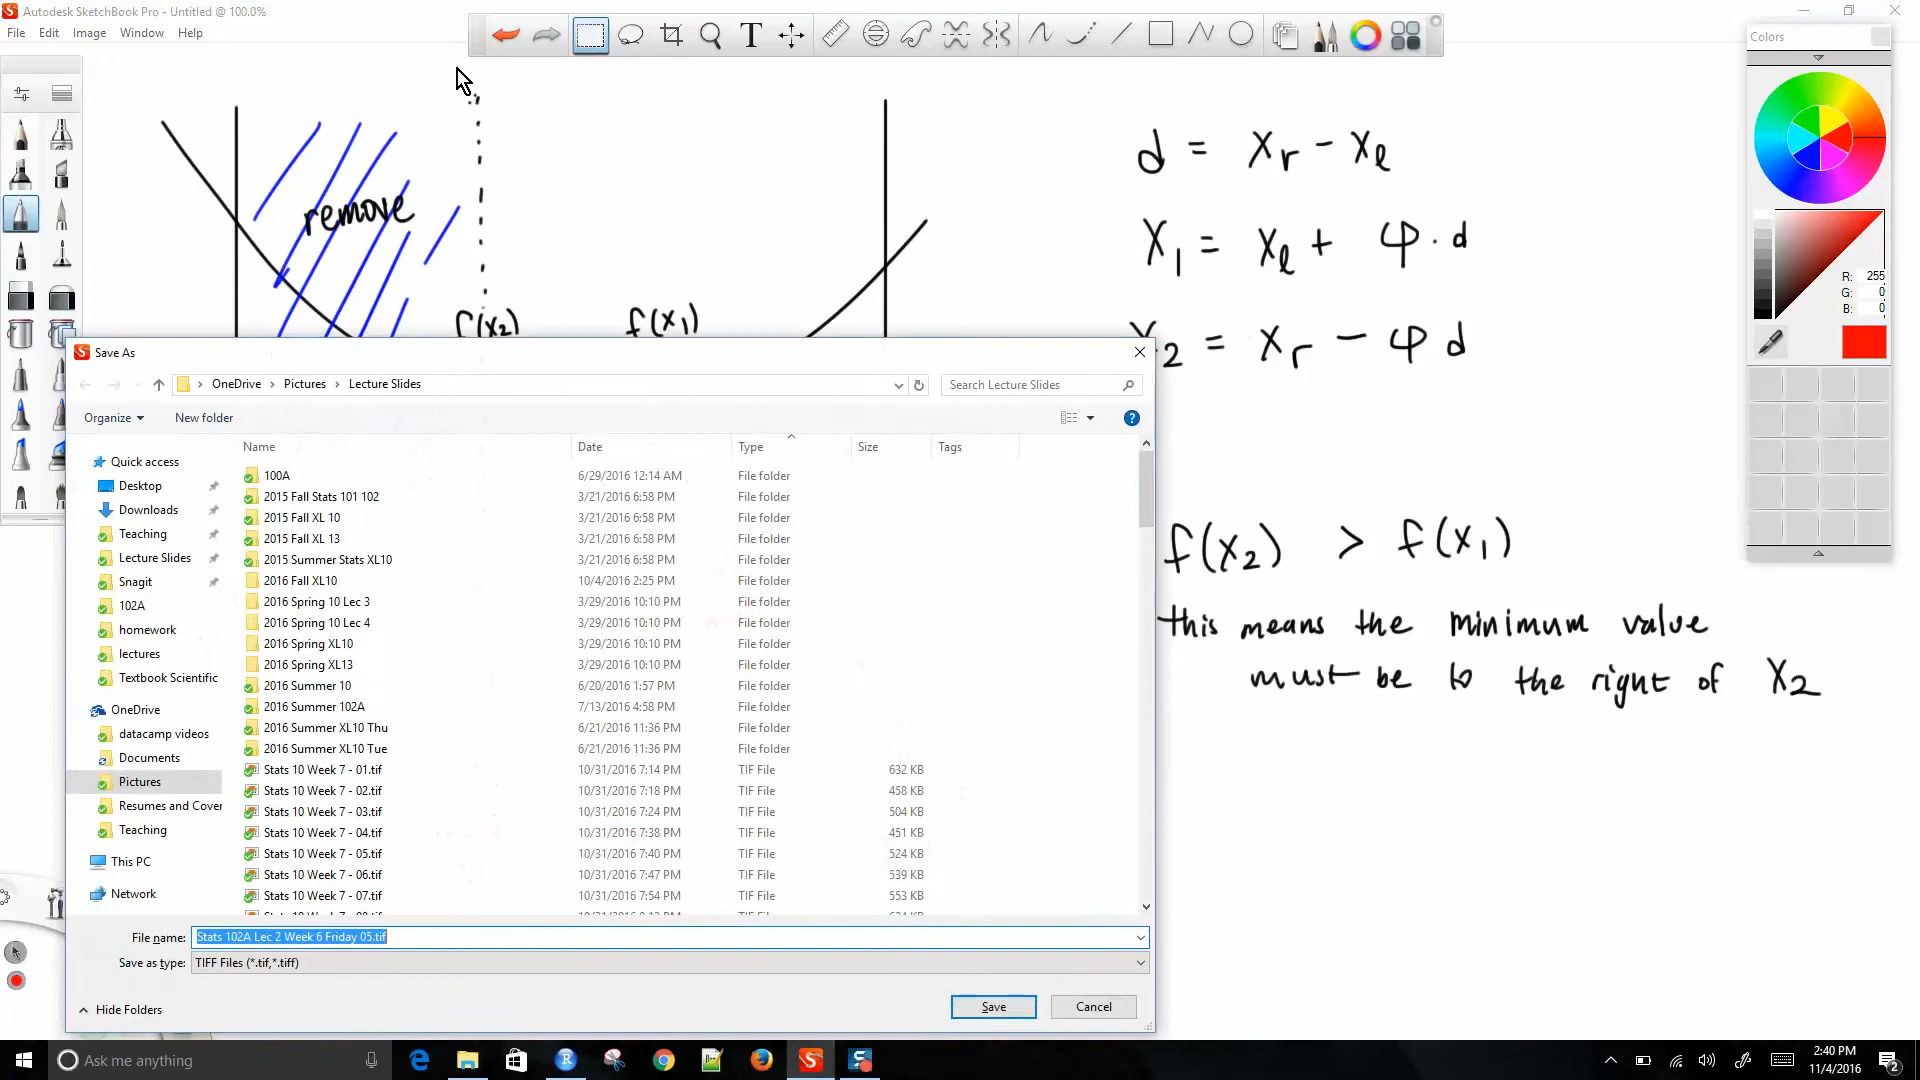 Autodesk SketchBook Pro - Untitled @ 100.0%
File Edit Image Window Help
Colors
R: 255
G: 0
B: 0
remove
f(x2) f(x1)
d = xr - xl
x1 = xl + φ · d
x2 = xr - φ d
f(x2) > f(x1)
this means the minimum value
must be to the right of x2
Save As
OneDrive > Pictures > Lecture Slides
Search Lecture Slides
Organize New folder
Name Date Type Size Tags
Quick access
Desktop
Downloads
Teaching
Lecture Slides
Snagit
102A
homework
lectures
Textbook Scientific
OneDrive
datacamp videos
Documents
Pictures
Resumes and Cover
Teaching
This PC
Network
100A 6/29/2016 12:14 AM File folder
2015 Fall Stats 101 102 3/21/2016 6:58 PM File folder
2015 Fall XL 10 3/21/2016 6:58 PM File folder
2015 Fall XL 13 3/21/2016 6:58 PM File folder
2015 Summer Stats XL10 3/21/2016 6:58 PM File folder
2016 Fall XL10 10/4/2016 2:25 PM File folder
2016 Spring 10 Lec 3 3/29/2016 10:10 PM File folder
2016 Spring 10 Lec 4 3/29/2016 10:10 PM File folder
2016 Spring XL10 3/29/2016 10:10 PM File folder
2016 Spring XL13 3/29/2016 10:10 PM File folder
2016 Summer 10 6/20/2016 1:57 PM File folder
2016 Summer 102A 7/13/2016 4:58 PM File folder
2016 Summer XL10 Thu 6/21/2016 11:36 PM File folder
2016 Summer XL10 Tue 6/21/2016 11:36 PM File folder
Stats 10 Week 7 - 01.tif 10/31/2016 7:14 PM TIF File 632 KB
Stats 10 Week 7 - 02.tif 10/31/2016 7:18 PM TIF File 458 KB
Stats 10 Week 7 - 03.tif 10/31/2016 7:24 PM TIF File 504 KB
Stats 10 Week 7 - 04.tif 10/31/2016 7:38 PM TIF File 451 KB
Stats 10 Week 7 - 05.tif 10/31/2016 7:40 PM TIF File 524 KB
Stats 10 Week 7 - 06.tif 10/31/2016 7:47 PM TIF File 539 KB
Stats 10 Week 7 - 07.tif 10/31/2016 7:54 PM TIF File 553 KB
File name: Stats 102A Lec 2 Week 6 Friday 05.tif
Save as type: TIFF Files (*.tif,*.tiff)
Hide Folders Save Cancel
Ask me anything
2:40 PM
11/4/2016
2